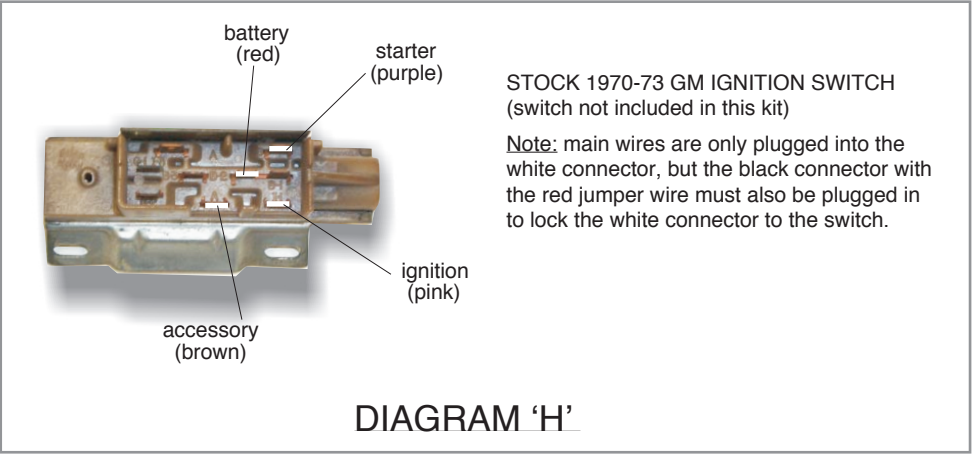 battery
(red)
starter
(purple)
STOCK 1970-73 GM IGNITION SWITCH
(switch not included in this kit)
Note: main wires are only plugged into the
white connector, but the black connector with
the red jumper wire must also be plugged in
to lock the white connector to the switch.
ignition
(pink)
accessory
(brown)
DIAGRAM ‘H’